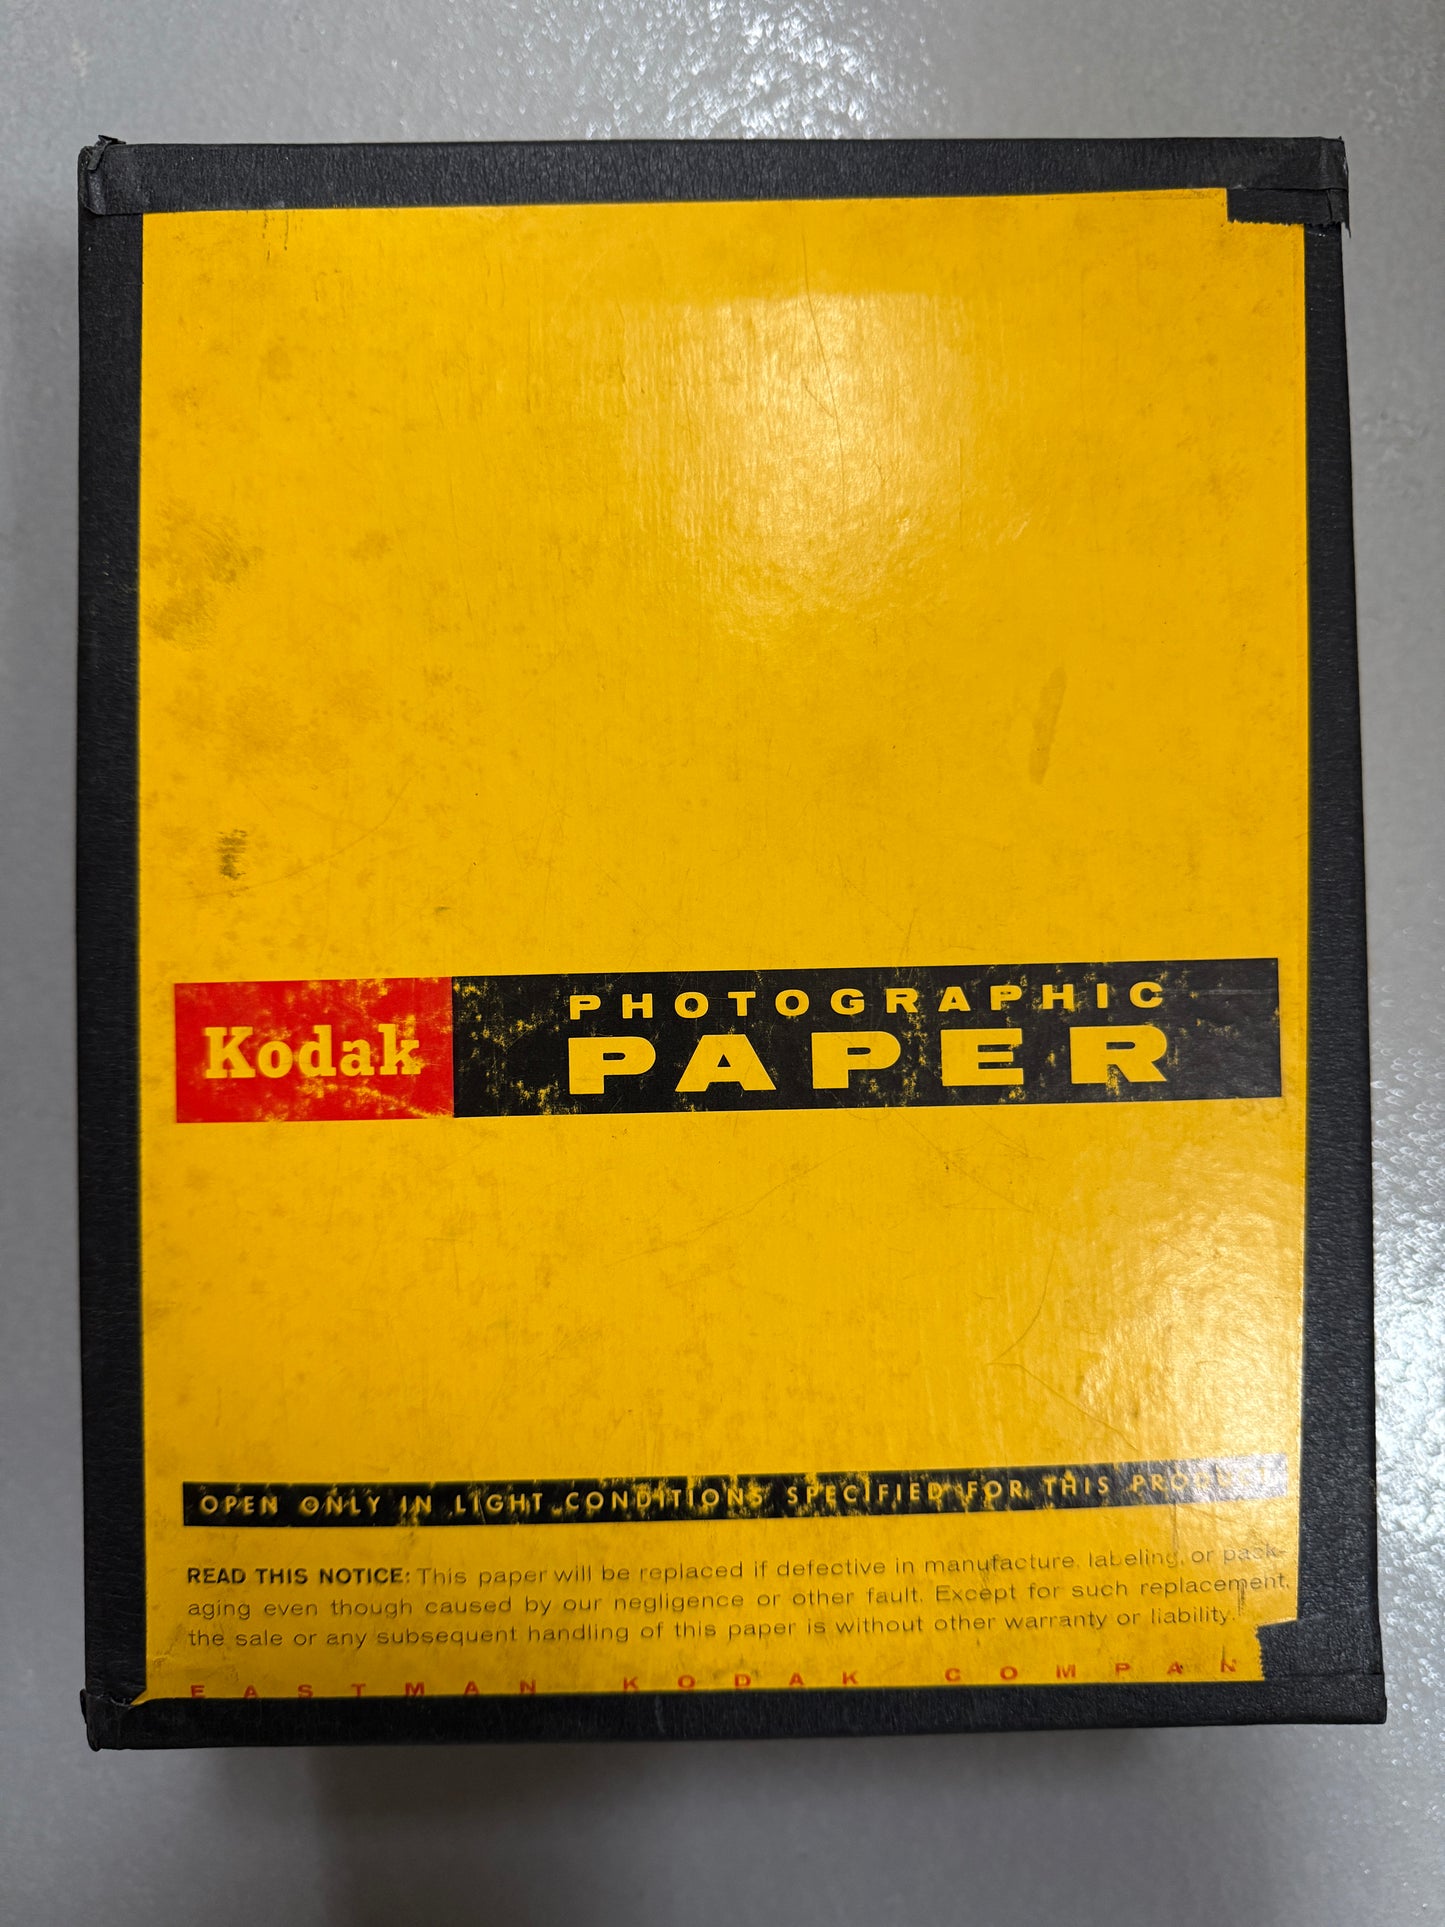 Kodak
PHOTOGRAPHIC
PAPER
OPEN ONLY IN LIGHT CONDITIONS SPECIFIED FOR THIS PRODUCT
READ THIS NOTICE: This paper will be replaced if defective in manufacture, labeling, or pack-
aging even though caused by our negligence or other fault. Except for such replacement,
the sale or any subsequent handling of this paper is without other warranty or liability.
EASTMAN KODAK COMPAN